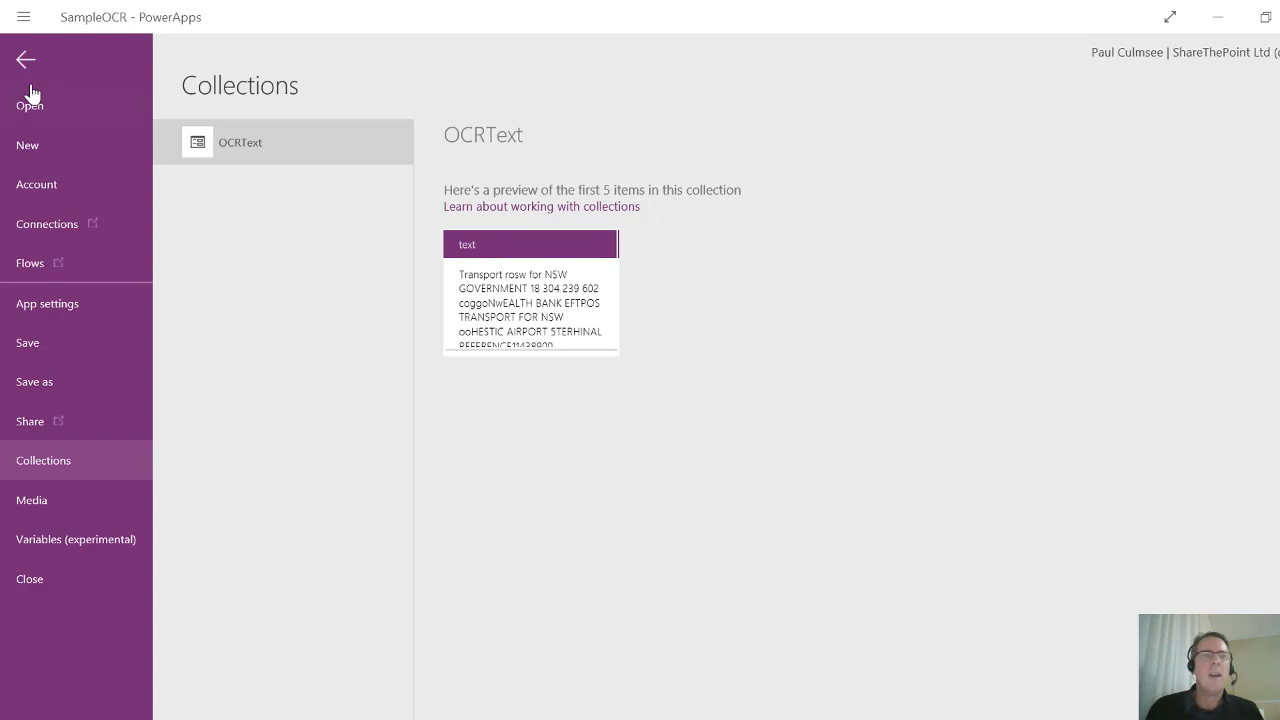 SampleOCR - PowerApps
Paul Culmsee | ShareThePoint Ltd (
Open
New
Account
Connections
Flows
App settings
Save
Save as
Share
Collections
Media
Variables (experimental)
Close
Collections
OCRText
OCRText
Here's a preview of the first 5 items in this collection
Learn about working with collections
text
Transport rosw for NSW
GOVERNMENT 18 304 239 602
coggoNwEALTH BANK EFTPOS
TRANSPORT FOR NSW
ooHESTIC AIRPORT 5TERHINAL
REFERENCE11438900